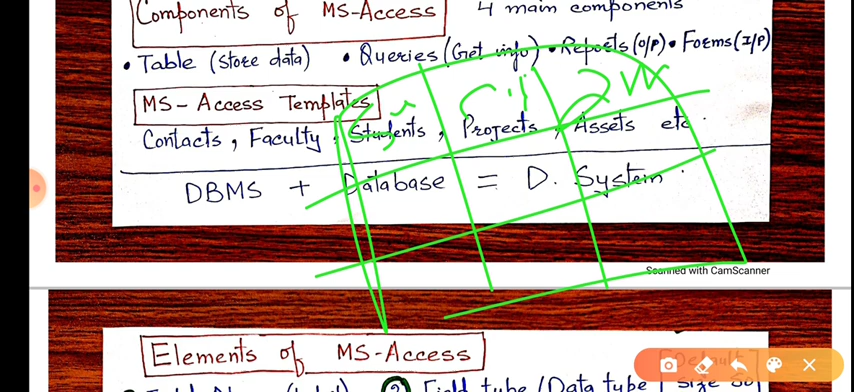 Components of MS-Access
4 main components
• Table (store data) • Queries (Get info) • Reports (O/P) • Forms (I/P)
MS-Access Templates
Contacts, Faculty, Students, Projects, Assets etc.
DBMS + Database = D. System
Scanned with CamScanner
Elements of MS-Access
[Default
② Field type (Data type